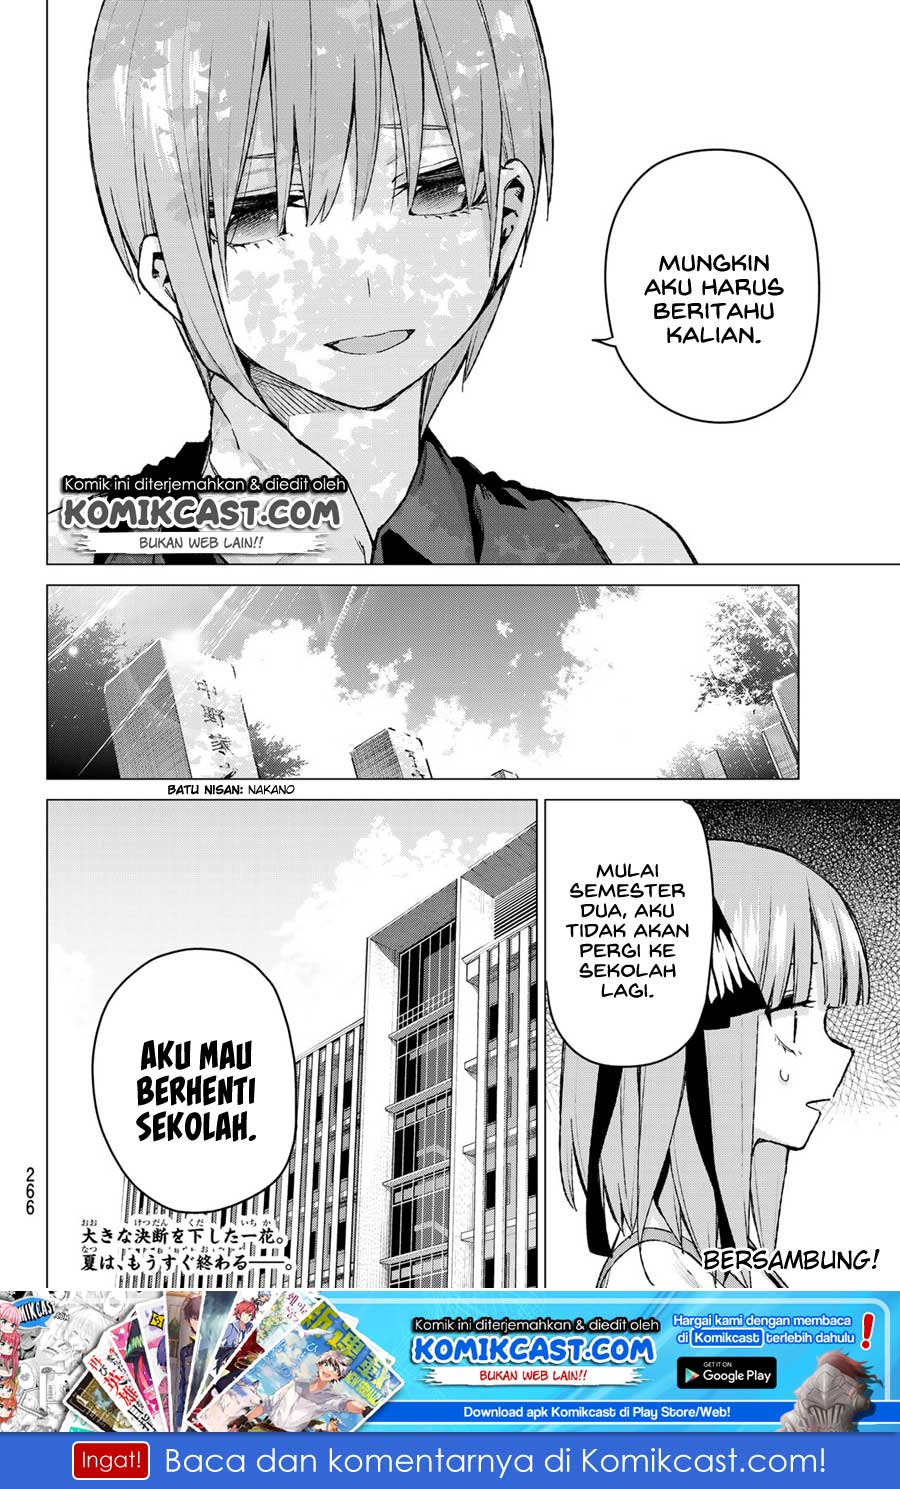 MUNGKIN
AKU HARUS
BERITAHU
KALIAN.
Komik ini diterjemahkan & diedit oleh
KOMIKCAST.COM
BUKAN WEB LAIN!!
BATU NISAN: NAKANO
MULAI
SEMESTER
DUA, AKU
TIDAK AKAN
PERGI KE
SEKOLAH
LAGI.
AKU MAU
BERHENTI
SEKOLAH.
266
大きな決断を下した一花。
夏は、もうすぐ終わる——。
BERSAMBUNG!
Komik ini diterjemahkan & diedit oleh
KOMIKCAST.COM
BUKAN WEB LAIN!!
Hargai kami dengan membaca
di Komikcast terlebih dahulu
!
GET IT ON
Google Play
Download apk Komikcast di Play Store/Web!
Ingat! Baca dan komentarnya di Komikcast.com!